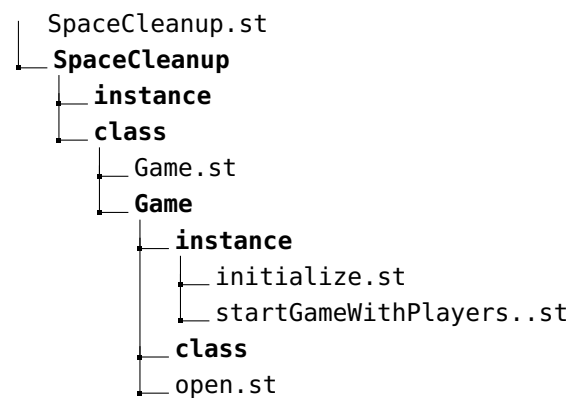 SpaceCleanup.st
SpaceCleanup
instance
class
Game.st
Game
instance
initialize.st
startGameWithPlayers..st
class
open.st